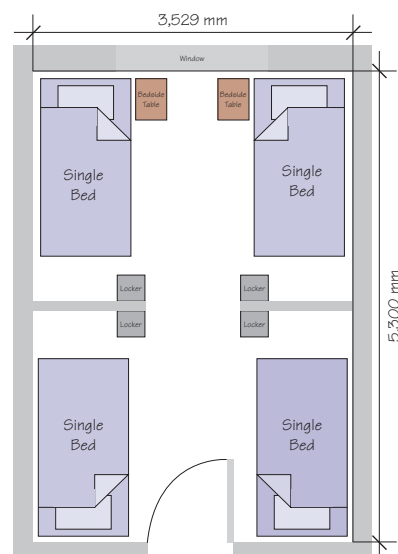 3,529 mm
Window
Bedside
Table
Bedside
Table
Single
Bed
Single
Bed
Locker
Locker
Locker
Locker
5,300 mm
Single
Bed
Single
Bed